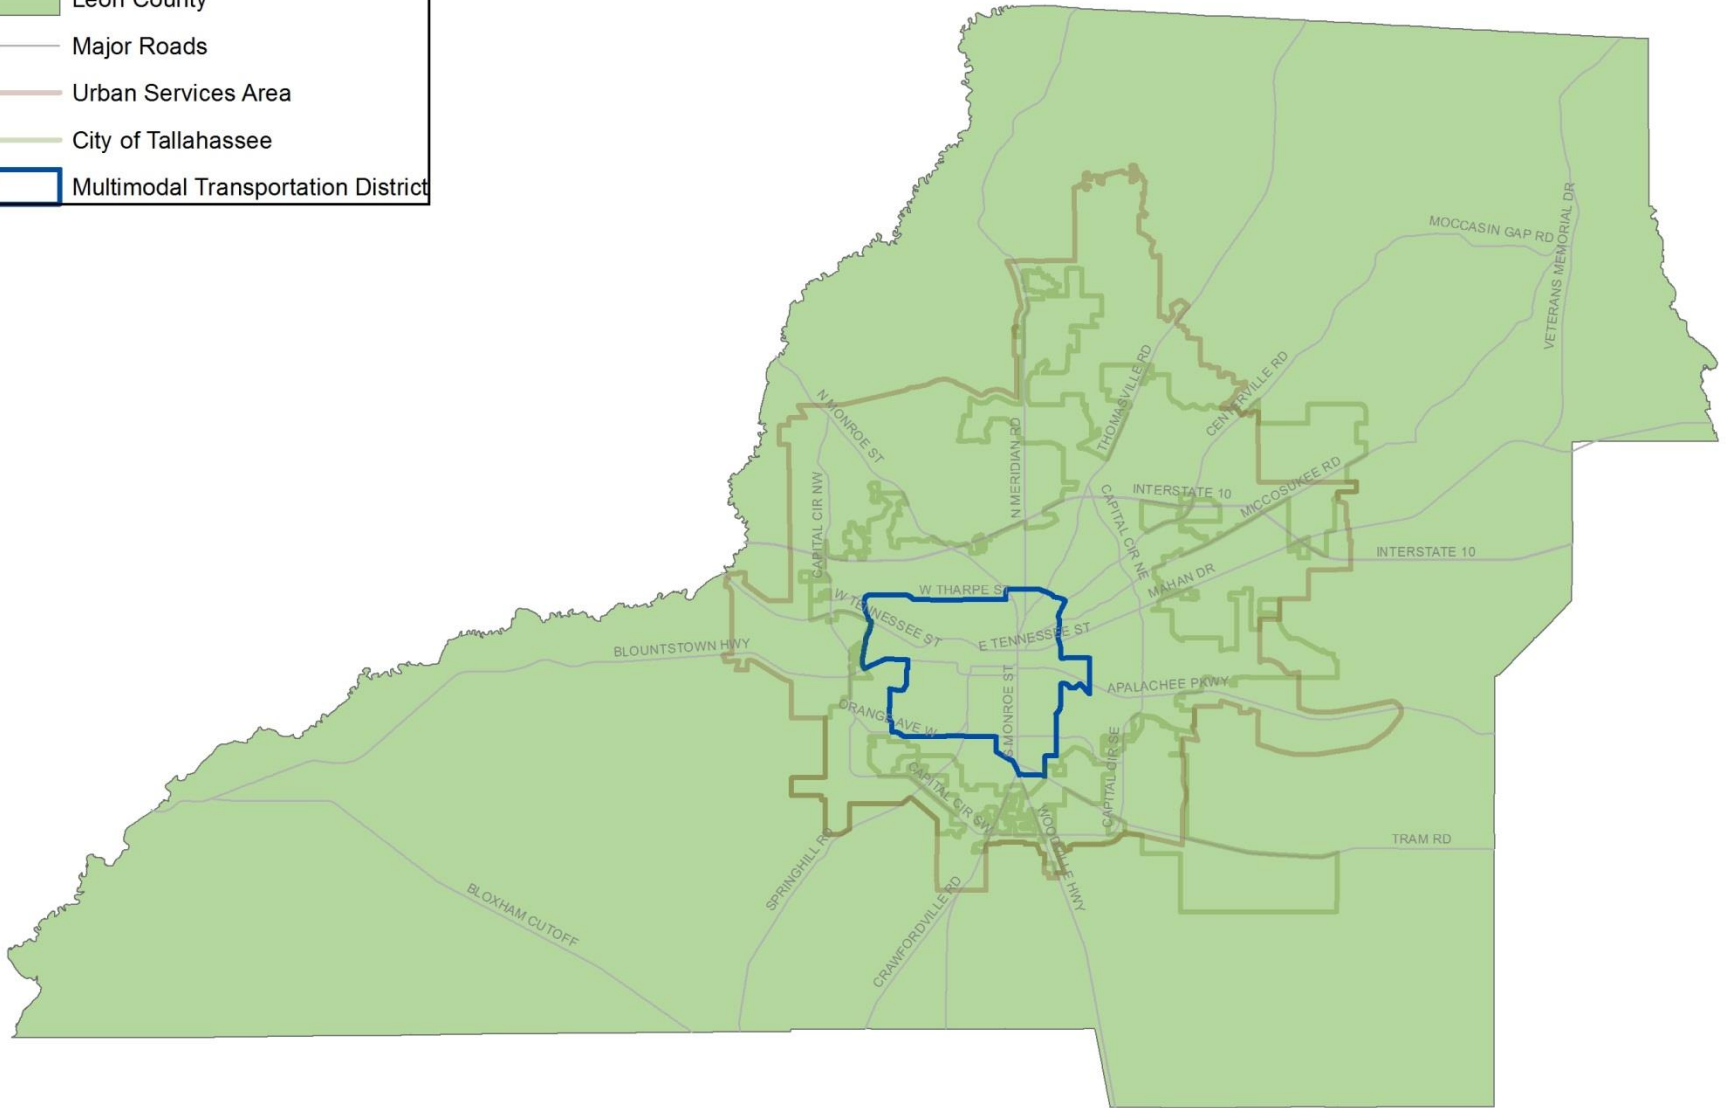 Leon County
Major Roads
Urban Services Area
City of Tallahassee
Multimodal Transportation District
MOCCASIN GAP RD
VETERANS MEMORIAL DR
THOMASVILLE RD
CENTERVILLE RD
N MONROE ST
N MERIDIAN RD
CAPITAL CIR NW
INTERSTATE 10
MICCOSUKEE RD
CAPITAL CIR NE
INTERSTATE 10
MAHAN DR
W THARPE ST
W TENNESSEE ST
E TENNESSEE ST
BLOUNTSTOWN HWY
APALACHEE PKWY
S MONROE ST
ORANGE AVE W
CAPITAL CIR SE
CAPITAL CIR SW
WOODVILLE HWY
TRAM RD
SPRINGHILL RD
CRAWFORDVILLE RD
BLOXHAM CUTOFF